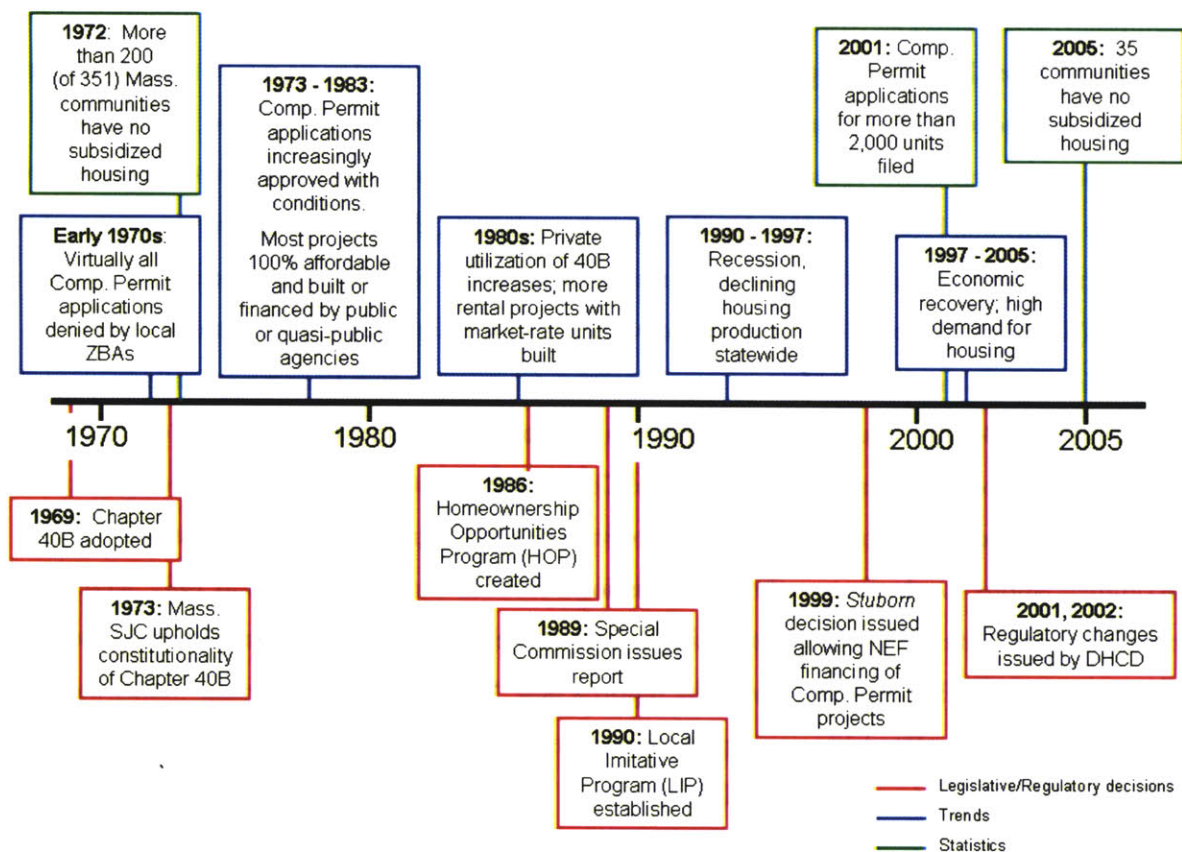 1972: More
than 200
(of 351) Mass.
communities
have no
subsidized
housing
Early 1970s:
Virtually all
Comp. Permit
applications
denied by local
ZBAs
1973 - 1983:
Comp. Permit
applications
increasingly
approved with
conditions.
Most projects
100% affordable
and built or
financed by public
or quasi-public
agencies
1980s: Private
utilization of 40B
increases; more
rental projects with
market-rate units
built
1990 - 1997:
Recession,
declining
housing
production
statewide
2001: Comp.
Permit
applications
for more than
2,000 units
filed
1997 - 2005:
Economic
recovery; high
demand for
housing
2005: 35
communities
have no
subsidized
housing
1970
1980
1990
2000
2005
1969: Chapter
40B adopted
1973: Mass.
SJC upholds
constitutionality
of Chapter 40B
1986:
Homeownership
Opportunities
Program (HOP)
created
1989: Special
Commission issues
report
1990: Local
Imitative
Program (LIP)
established
1999: Stuborn
decision issued
allowing NEF
financing of
Comp. Permit
projects
2001, 2002:
Regulatory changes
issued by DHCD
Legislative/Regulatory decisions
Trends
Statistics